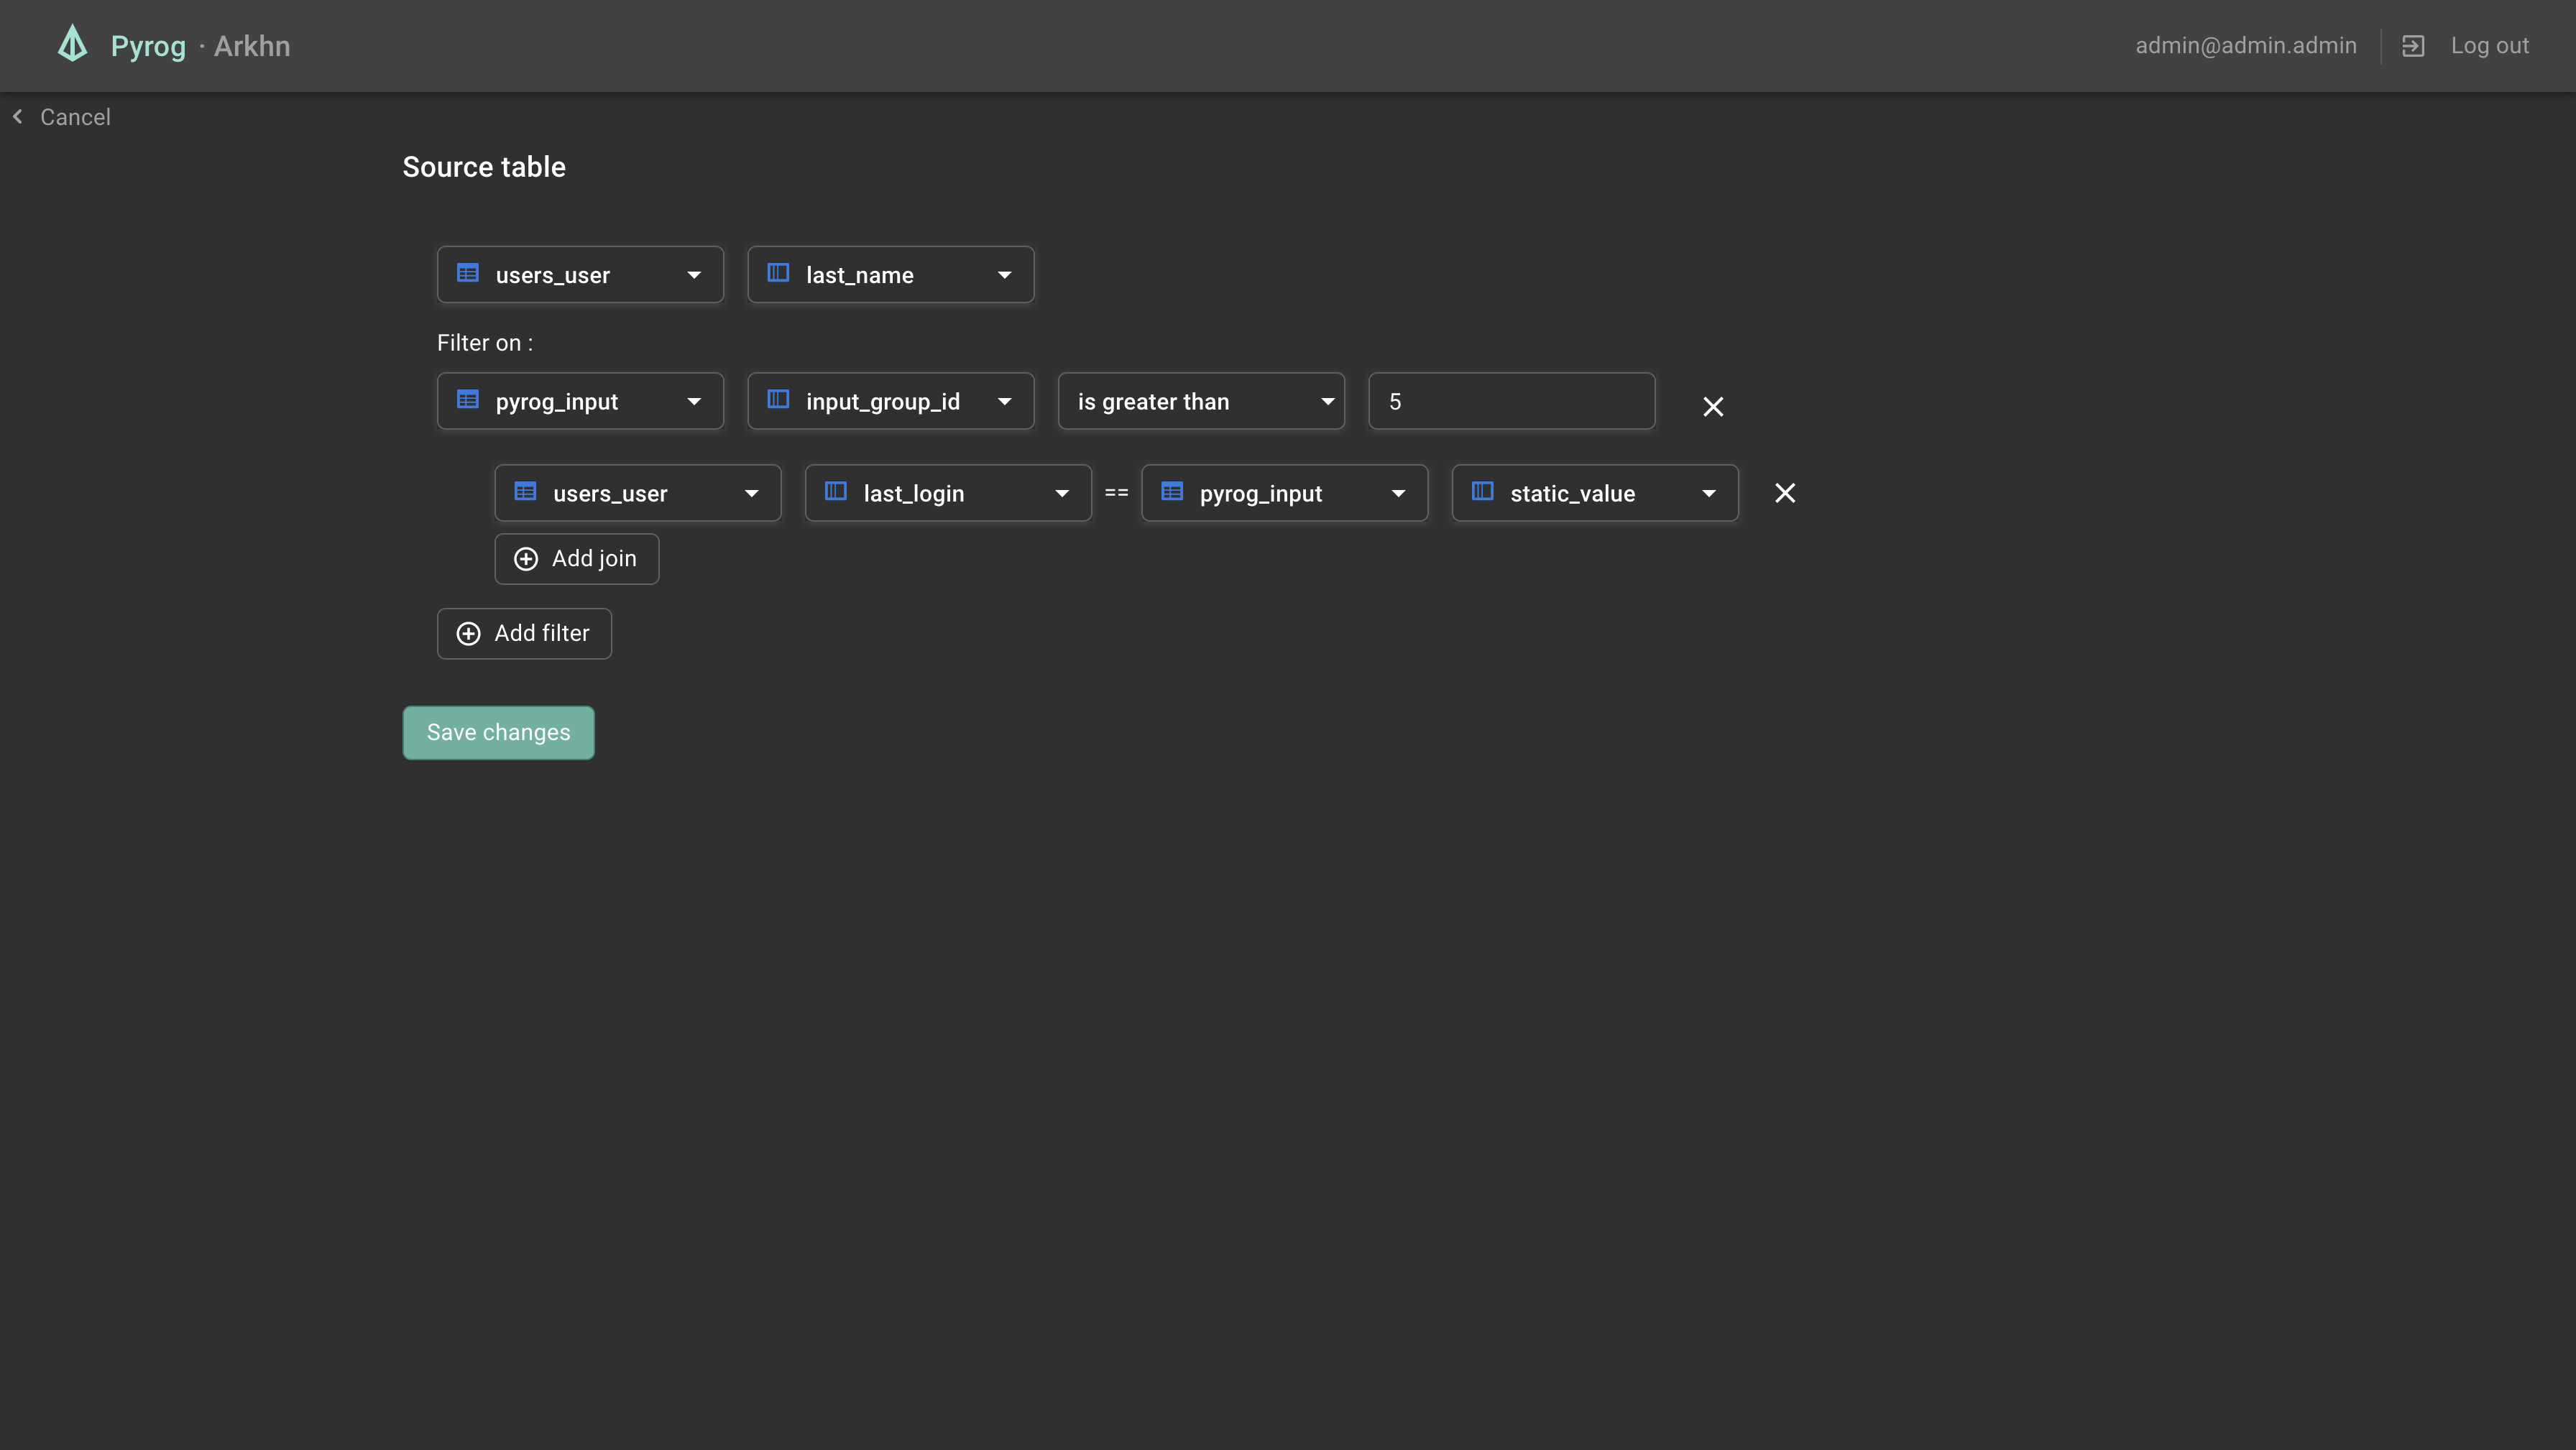 Pyrog · Arkhn admin@admin.admin Log out
Cancel
Source table
users_user last_name
Filter on :
pyrog_input input_group_id is greater than 5
users_user last_login == pyrog_input static_value
Add join
Add filter
Save changes